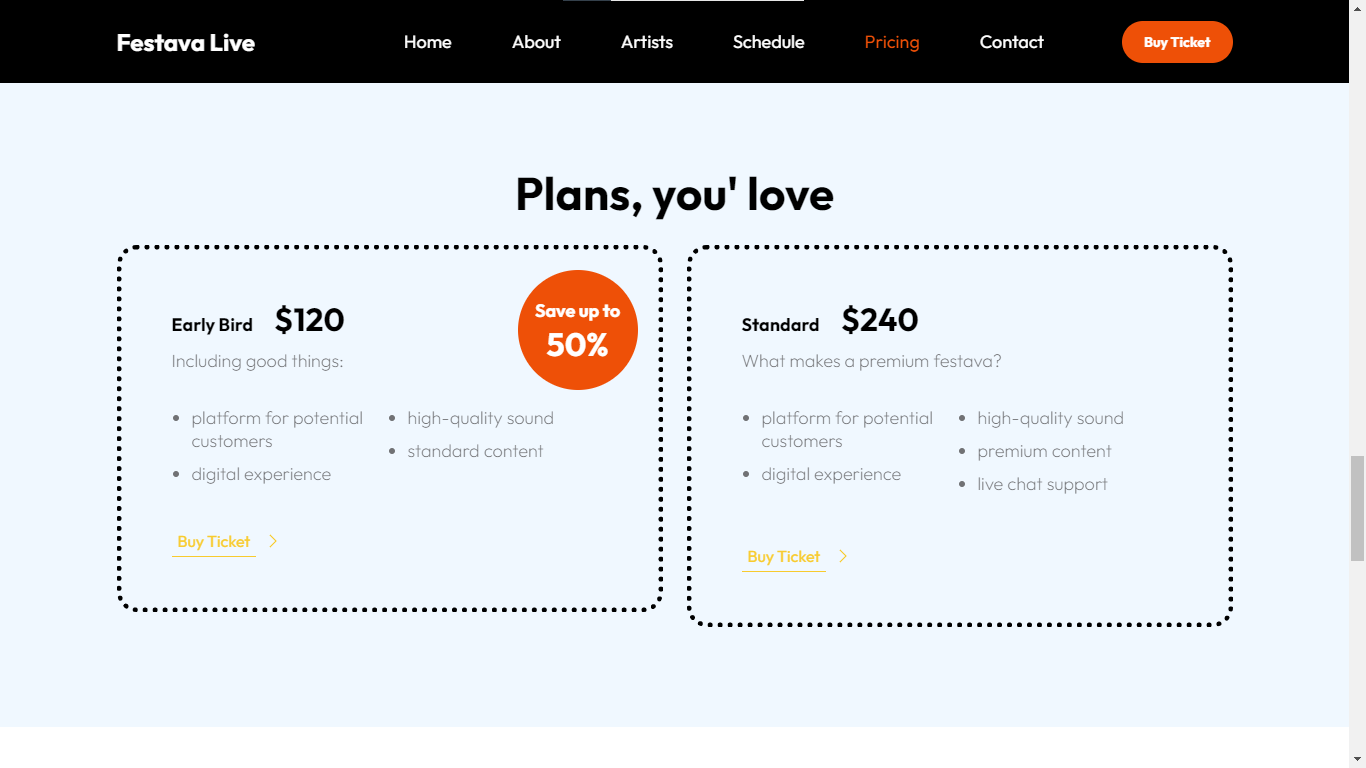 Festava Live
Home
About
Artists
Schedule
Pricing
Contact
Buy Ticket
Plans, you' love
Early Bird $120
Save up to
50%
Including good things:
platform for potential
customers
digital experience
high-quality sound
standard content
Buy Ticket
Standard $240
What makes a premium festava?
platform for potential
customers
digital experience
high-quality sound
premium content
live chat support
Buy Ticket